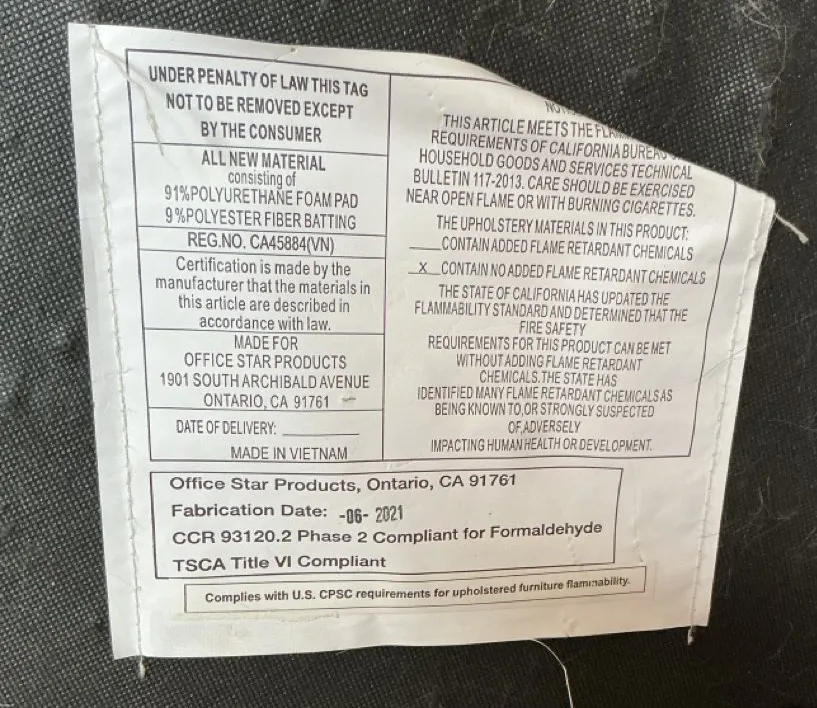 UNDER PENALTY OF LAW THIS TAG
NOT TO BE REMOVED EXCEPT
BY THE CONSUMER
ALL NEW MATERIAL
consisting of
91%POLYURETHANE FOAM PAD
9%POLYESTER FIBER BATTING
REG.NO. CA45884(VN)
Certification is made by the
manufacturer that the materials in
this article are described in
accordance with law.
MADE FOR
OFFICE STAR PRODUCTS
1901 SOUTH ARCHIBALD AVENUE
ONTARIO, CA 91761
DATE OF DELIVERY: ________
MADE IN VIETNAM
THIS ARTICLE MEETS THE
REQUIREMENTS OF CALIFORNIA BUREAU
HOUSEHOLD GOODS AND SERVICES TECHNICAL
BULLETIN 117-2013. CARE SHOULD BE EXERCISED
NEAR OPEN FLAME OR WITH BURNING CIGARETTES.
THE UPHOLSTERY MATERIALS IN THIS PRODUCT:
____CONTAIN ADDED FLAME RETARDANT CHEMICALS
__X__CONTAIN NO ADDED FLAME RETARDANT CHEMICALS
THE STATE OF CALIFORNIA HAS UPDATED THE
FLAMMABILITY STANDARD AND DETERMINED THAT THE
FIRE SAFETY
REQUIREMENTS FOR THIS PRODUCT CAN BE MET
WITHOUT ADDING FLAME RETARDANT
CHEMICALS.THE STATE HAS
IDENTIFIED MANY FLAME RETARDANT CHEMICALS AS
BEING KNOWN TO,OR STRONGLY SUSPECTED
OF,ADVERSELY
IMPACTING HUMAN HEALTH OR DEVELOPMENT.
Office Star Products, Ontario, CA 91761
Fabrication Date: -06- 2021
CCR 93120.2 Phase 2 Compliant for Formaldehyde
TSCA Title VI Compliant
Complies with U.S. CPSC requirements for upholstered furniture flammability.